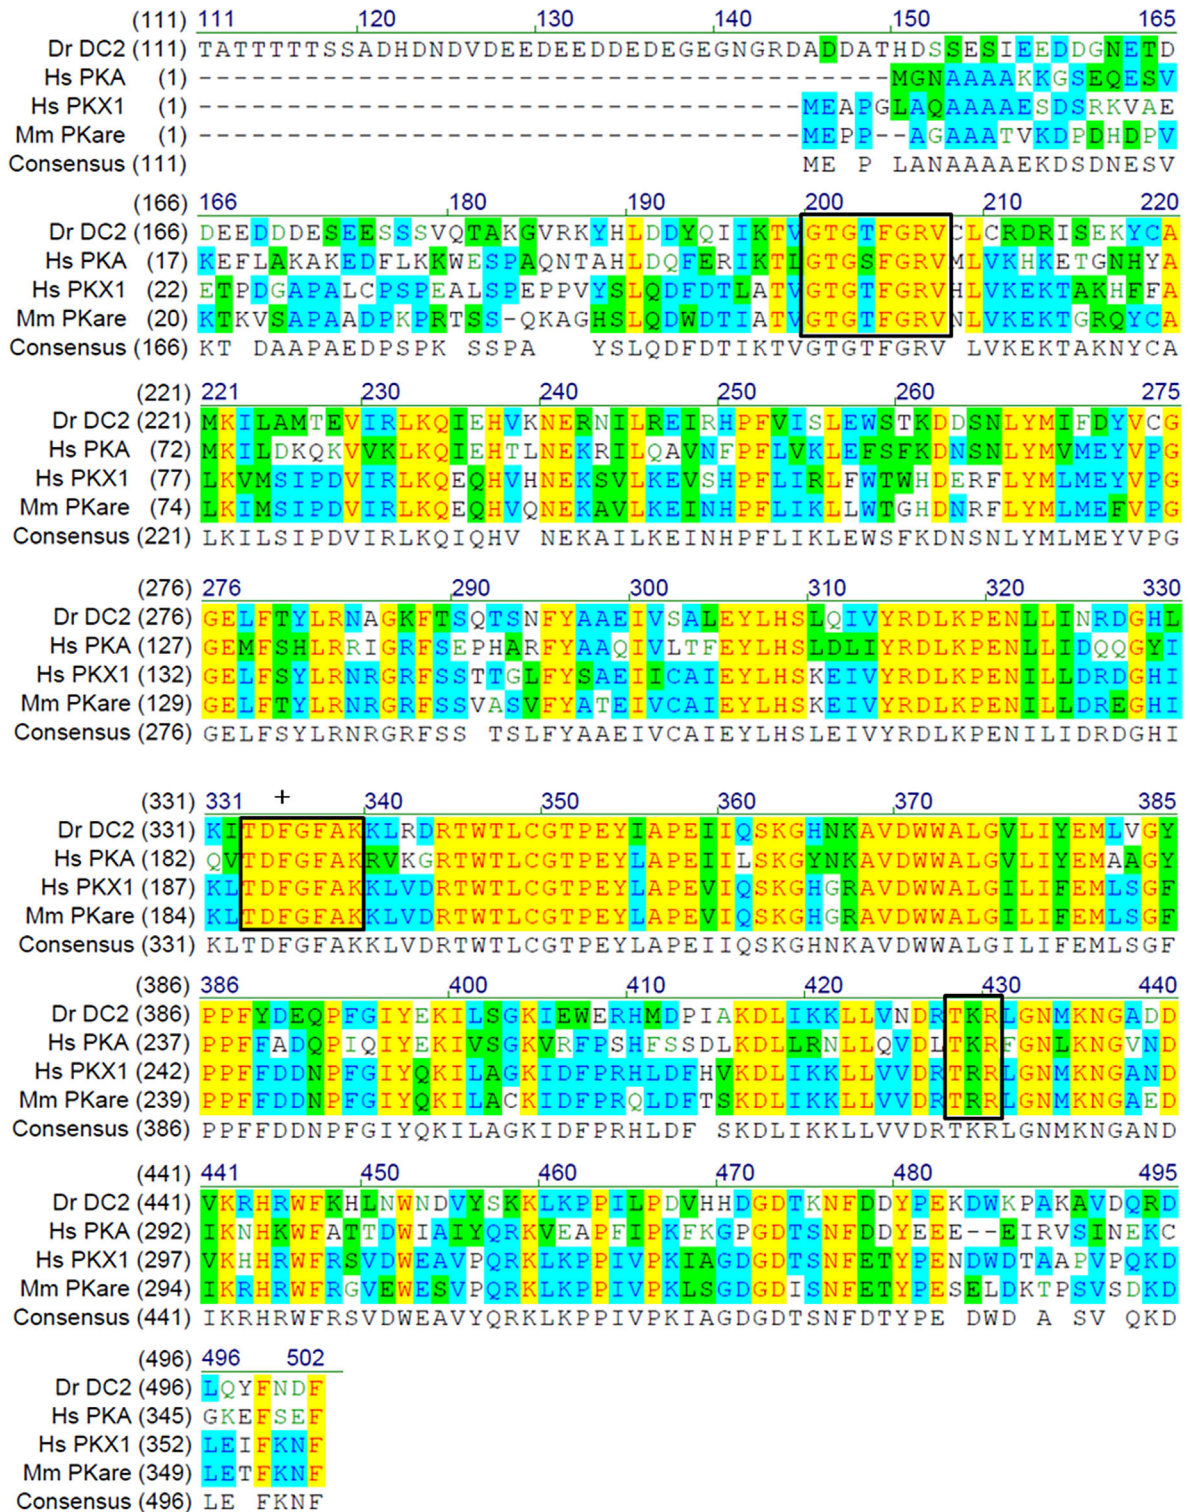 (111) 111 120 130 140 150 165
Dr DC2 (111) TATTTTTTSSADHDNDVDEEDEEDDEDEGEGNGRDADDATHDSSESIEEDDGNETD
Hs PKA (1) ---------------------------------------MGNAAAAKKGSEQESV
Hs PKX1 (1) ----------------------------------MEAPGLAQAAAAESDSRKVAE
Mm PKare (1) ----------------------------------MEPP--AGAAATVKDPDHDPV
Consensus (111) ME P LANAAAAEKDSDNESV
(166) 166 180 190 200 210 220
Dr DC2 (166) DEEDDDESEESSSVQTAKGVRKYHLDDYQIIKTVGTGTFGRVCLCRDRISEKYCA
Hs PKA (17) KEFLAKAKEDFLKKWESPAQNTAHLDQFERIKTLGTGSFGRVMLVKHKETGNHYA
Hs PKX1 (22) ETPDGAPALCPSPEALSPEPPVYSLQDFDTLATVGTGTFGRVHLVKEKTAKHFFA
Mm PKare (20) KTKVSAPAADPKPRTSS-QKAGHSLQDWDTIATVGTGTFGRVNLVKEKTGRQYCA
Consensus (166) KT DAAPAEDPSPK SSPA YSLQDFDTIKTVGTGTFGRV LVKEKTAKNYCA
(221) 221 230 240 250 260 275
Dr DC2 (221) MKILAMTEVIRLKQIEHVKNERNILREIRHPFVISLEWSTKDDSNLYMIFDYVCG
Hs PKA (72) MKILDKQKVVKLKQIEHTLNEKRILQAVNFPFLVKLEFSFKDNSNLYMVMEYVPG
Hs PKX1 (77) LKVMSIPDVIRLKQEQHVHNEKSVLKEVSHPFLIRLFWTWHDERFLYMLMEYVPG
Mm PKare (74) LKIMSIPDVIRLKQEQHVQNEKAVLKEINHPFLIKLLWTGHDNRFLYMLMEFVPG
Consensus (221) LKILSIPDVIRLKQIQHV NEKAILKEINHPFLIKLEWSFKDNSNLYMLMEYVPG
(276) 276 290 300 310 320 330
Dr DC2 (276) GELFTYLRNAGKFTSQTSNFYAAEIVSALEYLHSLQIVYRDLKPENLLINRDGHL
Hs PKA (127) GEMFSHLRRIGRFSEPHARFYAAQIVLTFEYLHSLDLIYRDLKPENLLIDQQGYI
Hs PKX1 (132) GELFSYLRNRGRFSSTTGLFYSAEIICAIEYLHSKEIVYRDLKPENILLDRDGHI
Mm PKare (129) GELFTYLRNRGRFSSVASVFYATEIVCAIEYLHSKEIVYRDLKPENILLDREGHI
Consensus (276) GELFSYLRNRGRFSS TSLFYAAEIVCAIEYLHSLEIVYRDLKPENILIDRDGHI
+
(331) 331 340 350 370 385
Dr DC2 (331) KITDFGFAKKLRDRTWTLCGTPEYIAPEIIQSKGHNKAVDWWALGVLIYEMLVGY
Hs PKA (182) QVTDFGFAKRVKGRTWTLCGTPEYLAPEIILSKGYNKAVDWWALGVLIYEMAAGY
Hs PKX1 (187) KLTDFGFAKKLVDRTWTLCGTPEYLAPEVIQSKGHGRAVDWWALGILIFEMLSGF
Mm PKare (184) KLTDFGFAKKLVDRTWTLCGTPEYLAPEVIQSKGHGRAVDWWALGILIFEMLSGF
Consensus (331) KLTDFGFAKKLVDRTWTLCGTPEYLAPEIIQSKGHNKAVDWWALGILIFEMLSGF
(386) 386 400 410 420 430 440
Dr DC2 (386) PPFYDEQPFGIYEKILSGKIEWERHMDPIAKDLIKKLLVNDRTKRLGNMKNGADD
Hs PKA (237) PPFFADQPIQIYEKIVSGKVRFPSHFSSDLKDLLRNLLQVDLTKRFGNLKNGVND
Hs PKX1 (242) PPFFDDNPFGIYQKILAGKIDFPRHLDFHVKDLIKKLLVVDRTRRLGNMKNGAND
Mm PKare (239) PPFFDDNPFGIYQKILACKIDFPRQLDFTSKDLIKKLLVVDRTRRLGNMKNGAED
Consensus (386) PPFFDDNPFGIYQKILAGKIDFPRHLDF SKDLIKKLLVVDRTKRLGNMKNGAND
(441) 441 450 460 470 480 495
Dr DC2 (441) VKRHRWFKHLNWNDVYSKKLKPPILPDVHHDGDTKNFDDYPEKDWKPAKAVDQRD
Hs PKA (292) IKNHKWFATTDWIAIYQRKVEAPFIPKFKGPGDTSNFDDYEEE--EIRVSINEKC
Hs PKX1 (297) VKHHRWFRSVDWEAVPQRKLKPPIVPKIAGDGDTSNFETYPENDWDTAAPVPQKD
Mm PKare (294) IKRHRWFRGVEWESVPQRKLKPPIVPKLSGDGDISNFETYPESELDKTPSVSDKD
Consensus (441) IKRHRWFRSVDWEAVYQRKLKPPIVPKIAGDGDTSNFDTYPE DWD A SV QKD
(496) 496 502
Dr DC2 (496) LQYFNDF
Hs PKA (345) GKEFSEF
Hs PKX1 (352) LEIFKNF
Mm PKare (349) LETFKNF
Consensus (496) LE FKNF